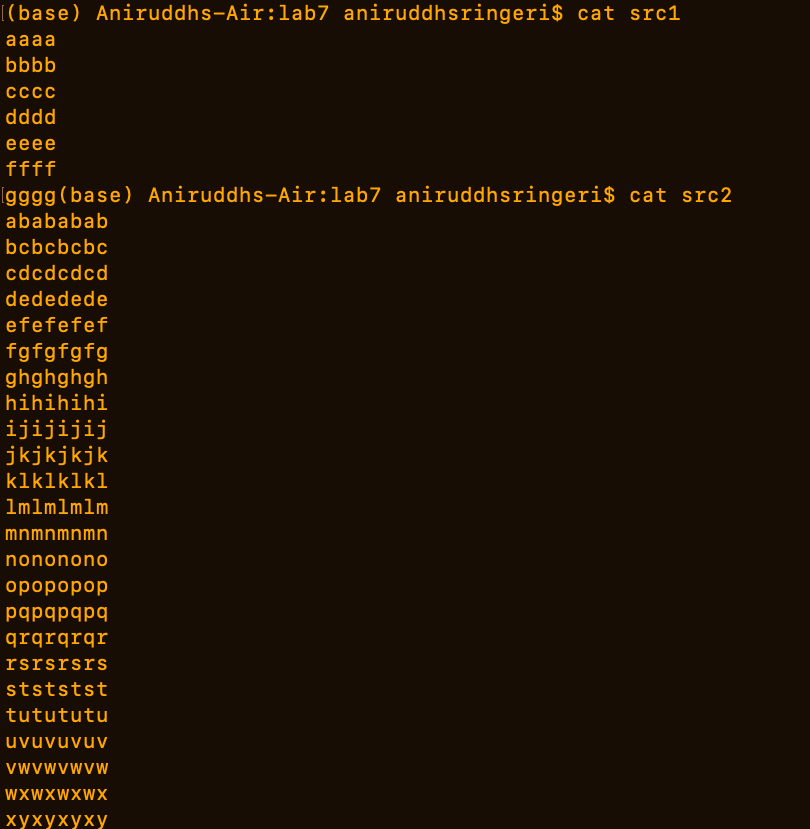 [(base) Aniruddhs-Air:lab7 aniruddhsringeri$ cat src1
aaaa
bbbb
cccc
dddd
eeee
ffff
[gggg(base) Aniruddhs-Air:lab7 aniruddhsringeri$ cat src2
abababab
bcbcbcbc
cdcdcdcd
dedédede
efefefef
fgfgfgfg
ghghghgh
hihihihi
ijijijij
jkjkjkjk
klklklkl
lmlmlmlm
mnmnmnmn
nononono
opopopop
pqpqpqpq
qrqrqrqr
rsrsrsrs
stststst
tutututu
uvuvuvuv
vwvwvwvw
wxwxwxwx
xyxyxyxy